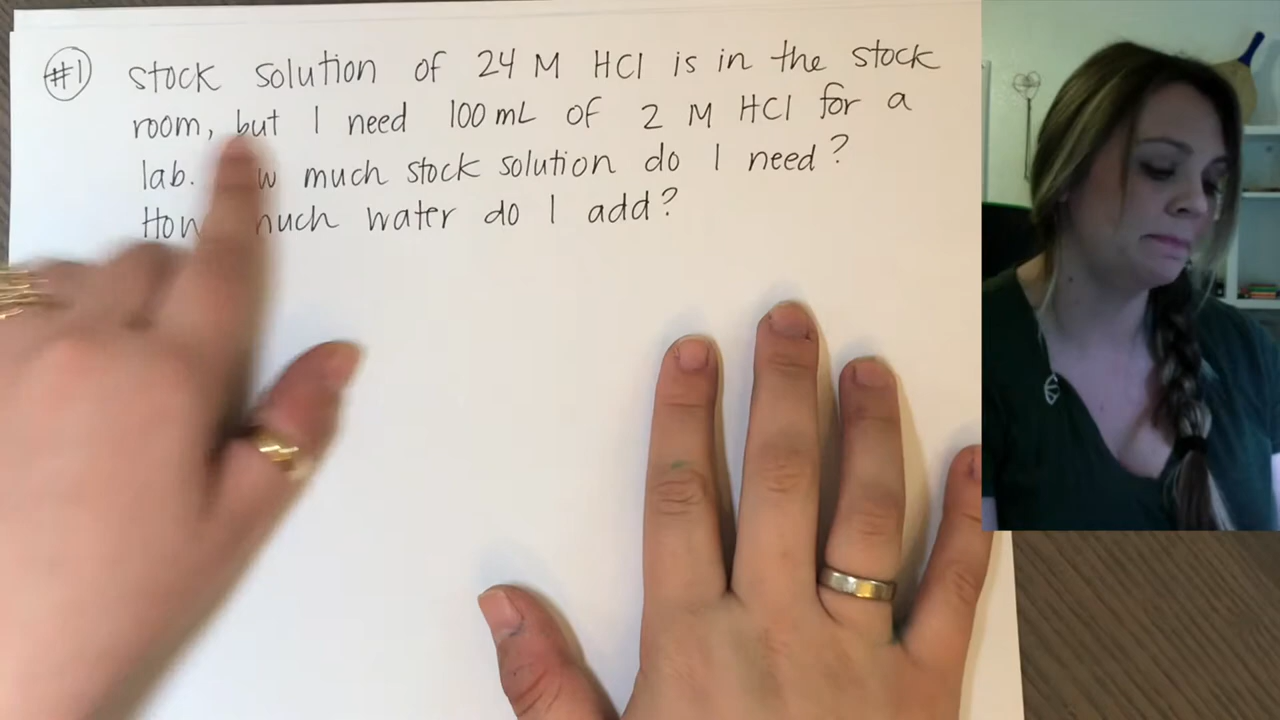 #1 Stock solution of 24 M HCl is in the stock
room, but I need 100 mL of 2 M HCl for a
lab. much stock solution do I need?
much water do I add?